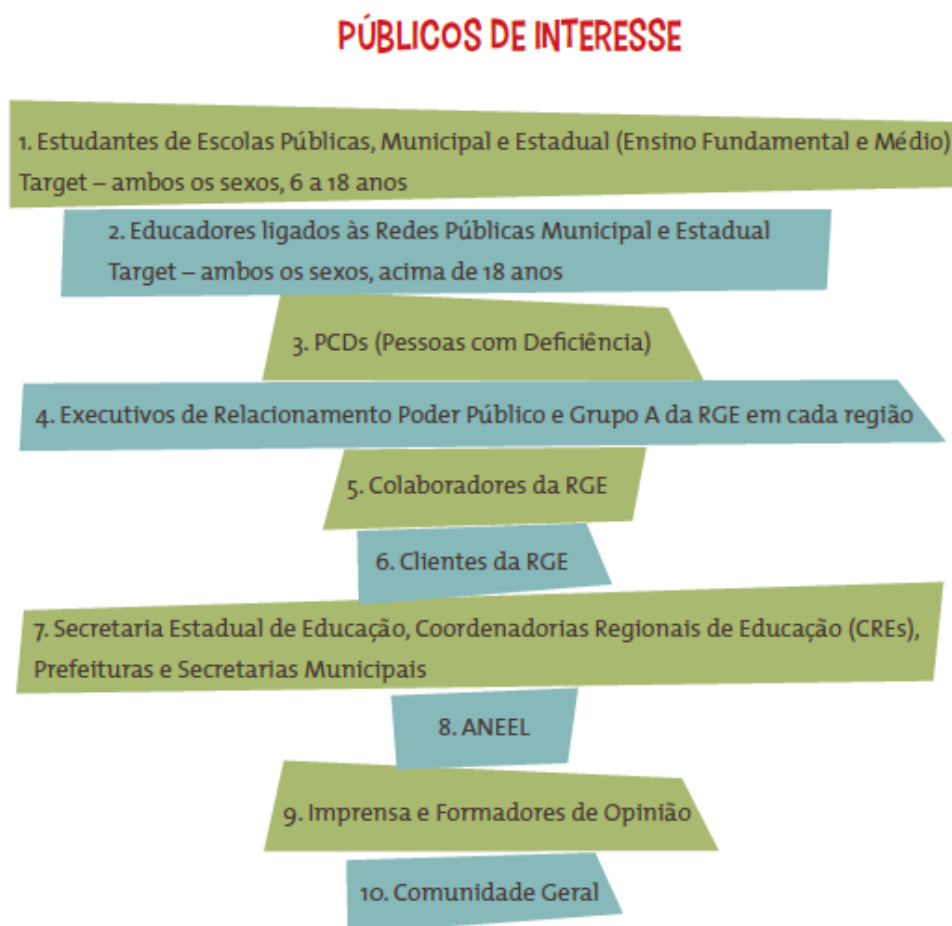 PÚBLICOS DE INTERESSE
1. Estudantes de Escolas Públicas, Municipal e Estadual (Ensino Fundamental e Médio)
Target – ambos os sexos, 6 a 18 anos
2. Educadores ligados às Redes Públicas Municipal e Estadual
Target – ambos os sexos, acima de 18 anos
3. PCDs (Pessoas com Deficiência)
4. Executivos de Relacionamento Poder Público e Grupo A da RGE em cada região
5. Colaboradores da RGE
6. Clientes da RGE
7. Secretaria Estadual de Educação, Coordenadorias Regionais de Educação (CREs),
Prefeituras e Secretarias Municipais
8. ANEEL
9. Imprensa e Formadores de Opinião
10. Comunidade Geral